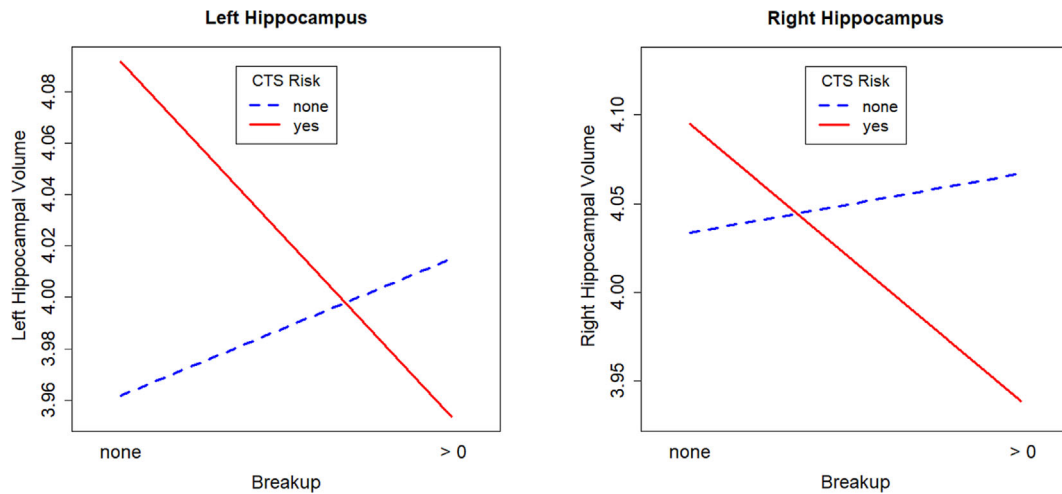 Left Hippocampus
Left Hippocampal Volume
4.08
4.06
4.04
4.02
4.00
3.98
3.96
CTS Risk
none
yes
none
> 0
Breakup
Right Hippocampus
Right Hippocampal Volume
4.10
4.05
4.00
3.95
CTS Risk
none
yes
none
> 0
Breakup